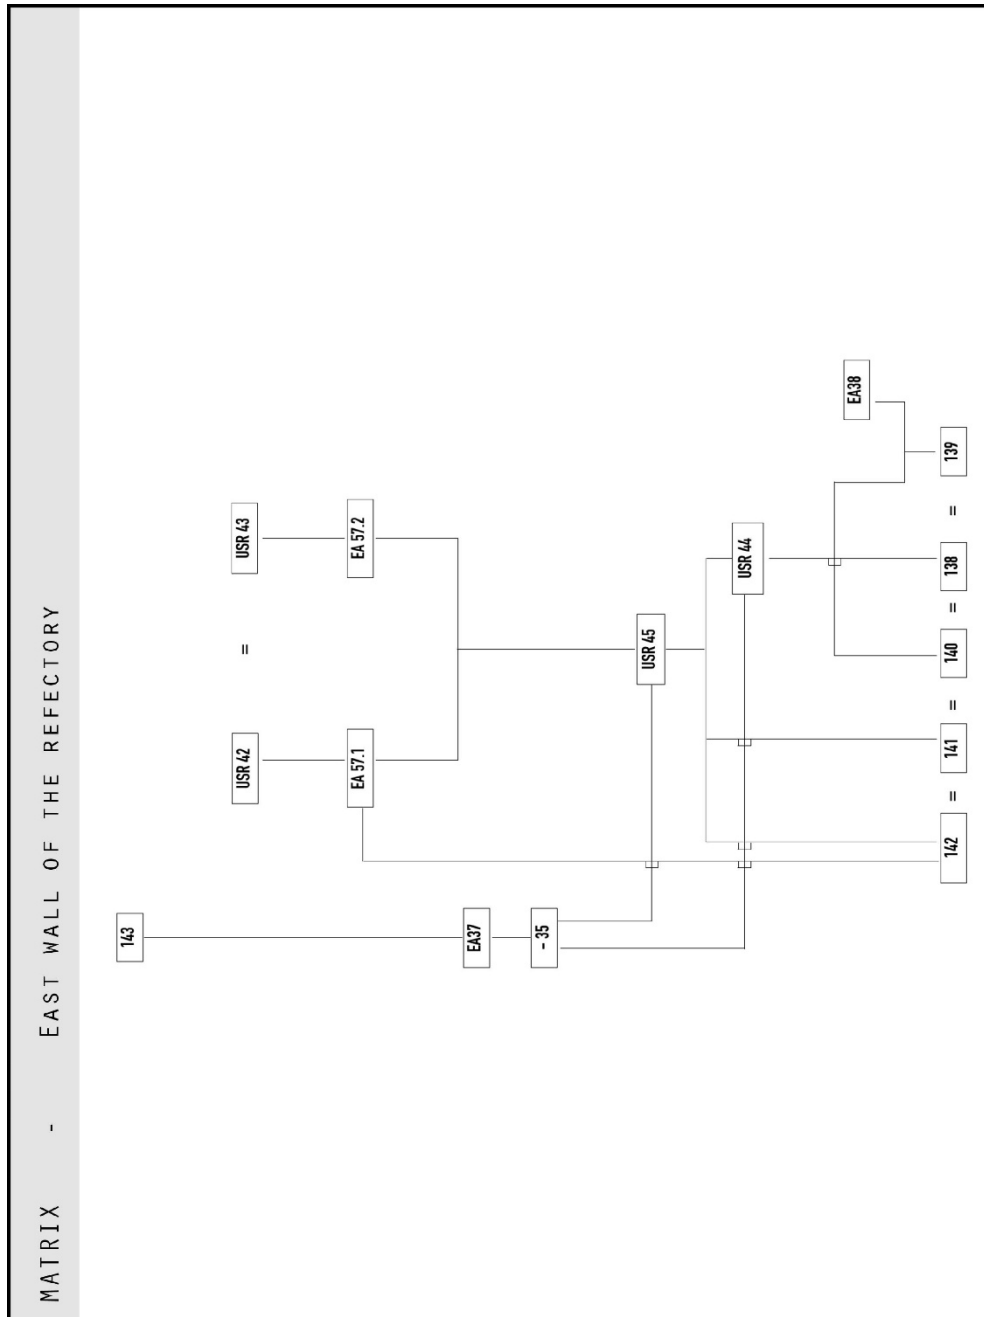 MATRIX - EAST WALL OF THE REFECTORY
143
USR 42 = USR 43
EA 57.1 EA 57.2
EA37
- 35
USR 45
USR 44
EA38
142 = 141 = 140 = 138 = 139